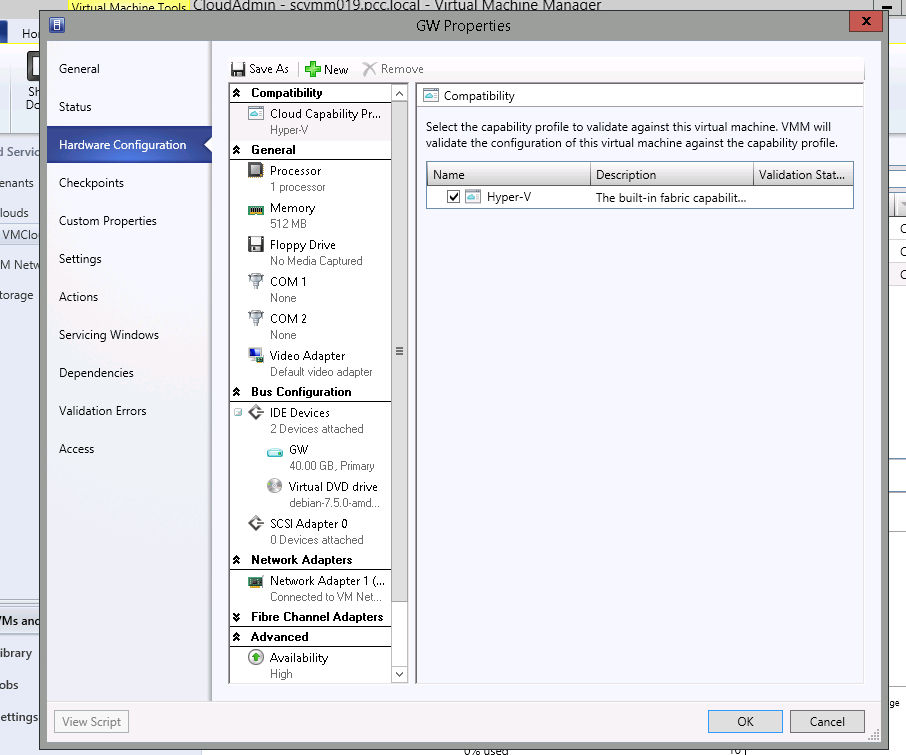 Virtual Machine Tools CloudAdmin - scvmm019.pcc.local - Virtual Machine Manager
GW Properties
General
Status
Hardware Configuration
Checkpoints
Custom Properties
Settings
Actions
Servicing Windows
Dependencies
Validation Errors
Access
Save As New Remove
Compatibility
Cloud Capability Pr...
Hyper-V
General
Processor
1 processor
Memory
512 MB
Floppy Drive
No Media Captured
COM 1
None
COM 2
None
Video Adapter
Default video adapter
Bus Configuration
IDE Devices
2 Devices attached
GW
40.00 GB, Primary
Virtual DVD drive
debian-7.5.0-amd...
SCSI Adapter 0
0 Devices attached
Network Adapters
Network Adapter 1 (...
Connected to VM Net...
Fibre Channel Adapters
Advanced
Availability
High
Compatibility
Select the capability profile to validate against this virtual machine. VMM will
validate the configuration of this virtual machine against the capability profile.
Name Description Validation Stat...
Hyper-V The built-in fabric capabilit...
View Script OK Cancel
0% used